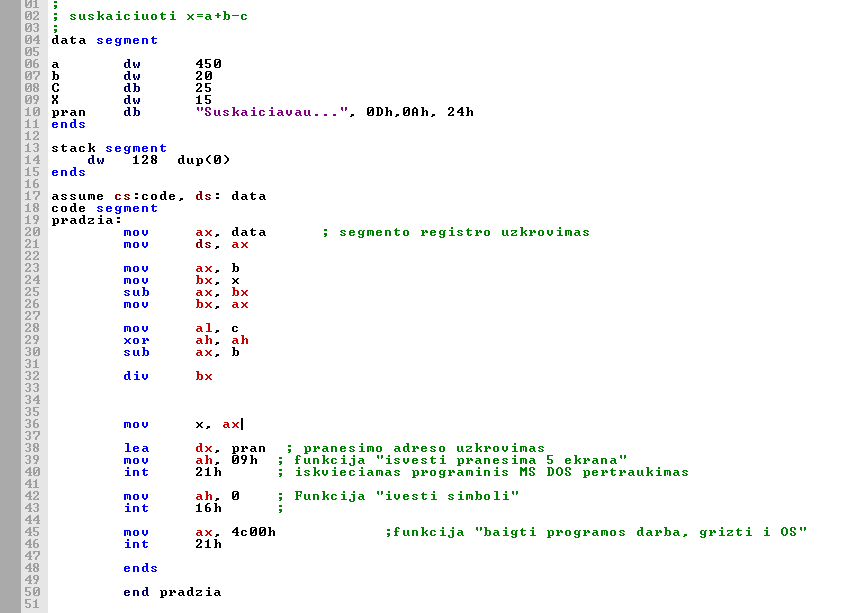 01 ;
02 ; suskaiciuoti x=a+b-c
03 ;
04 data segment
05
06 a dw 450
07 b dw 20
08 C db 25
09 X dw 15
10 pran db "Suskaiciavau...", 0Dh,0Ah, 24h
11 ends
12
13 stack segment
14 dw 128 dup(0)
15 ends
16
17 assume cs:code, ds: data
18 code segment
19 pradzia:
20 mov ax, data ; segmento registro uzkrovimas
21 mov ds, ax
22
23 mov ax, b
24 mov bx, x
25 sub ax, bx
26 mov bx, ax
27
28 mov al, c
29 xor ah, ah
30 sub ax, b
31
32 div bx
33
34
35
36 mov x, ax
37
38 lea dx, pran ; pranesimo adreso uzkrovimas
39 mov ah, 09h ; funkcija "isvesti pranesima 5 ekrana"
40 int 21h ; iskvieciamas programinis MS DOS pertraukimas
41
42 mov ah, 0 ; Funkcija "ivesti simboli"
43 int 16h ;
44
45 mov ax, 4c00h ;funkcija "baigti programos darba, grizti i OS"
46 int 21h
47
48 ends
49
50 end pradzia
51